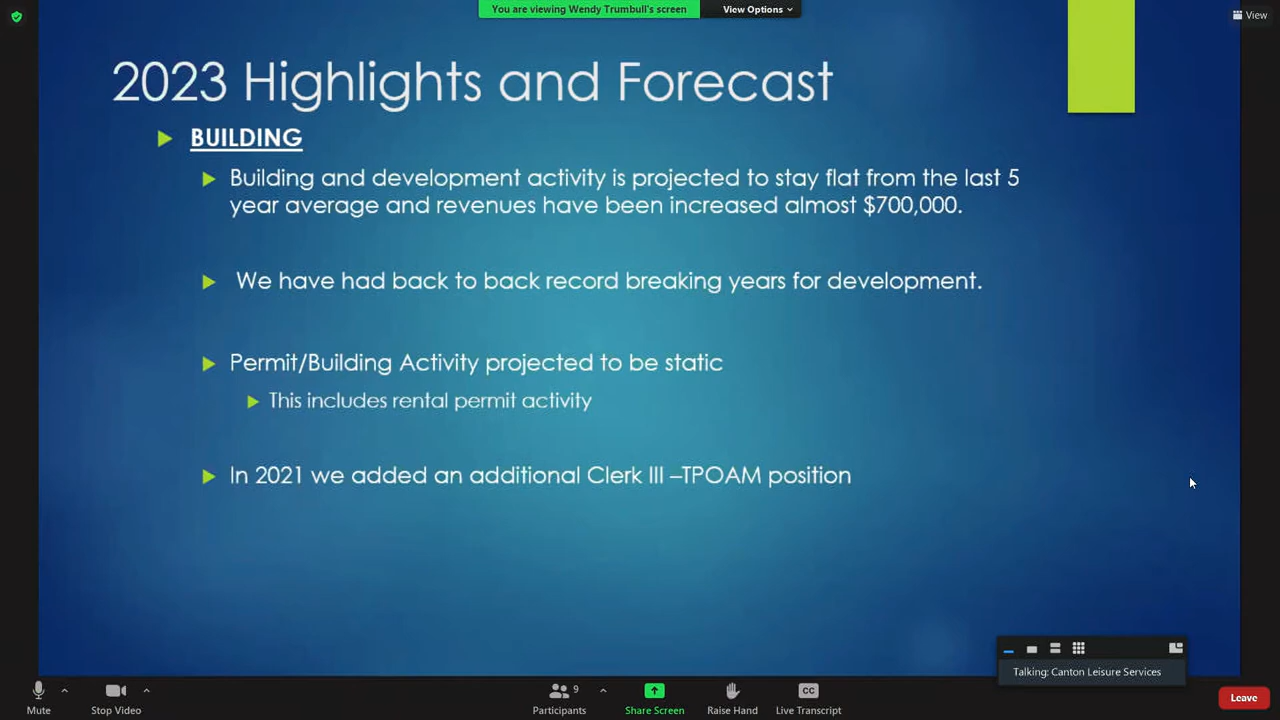 You are viewing Wendy Trumbull's screen
View Options
View
2023 Highlights and Forecast
BUILDING
Building and development activity is projected to stay flat from the last 5
year average and revenues have been increased almost $700,000.
We have had back to back record breaking years for development.
Permit/Building Activity projected to be static
This includes rental permit activity
In 2021 we added an additional Clerk III –TPOAM position
Talking: Canton Leisure Services
Mute
Stop Video
9
Participants
Share Screen
Raise Hand
CC
Live Transcript
Leave